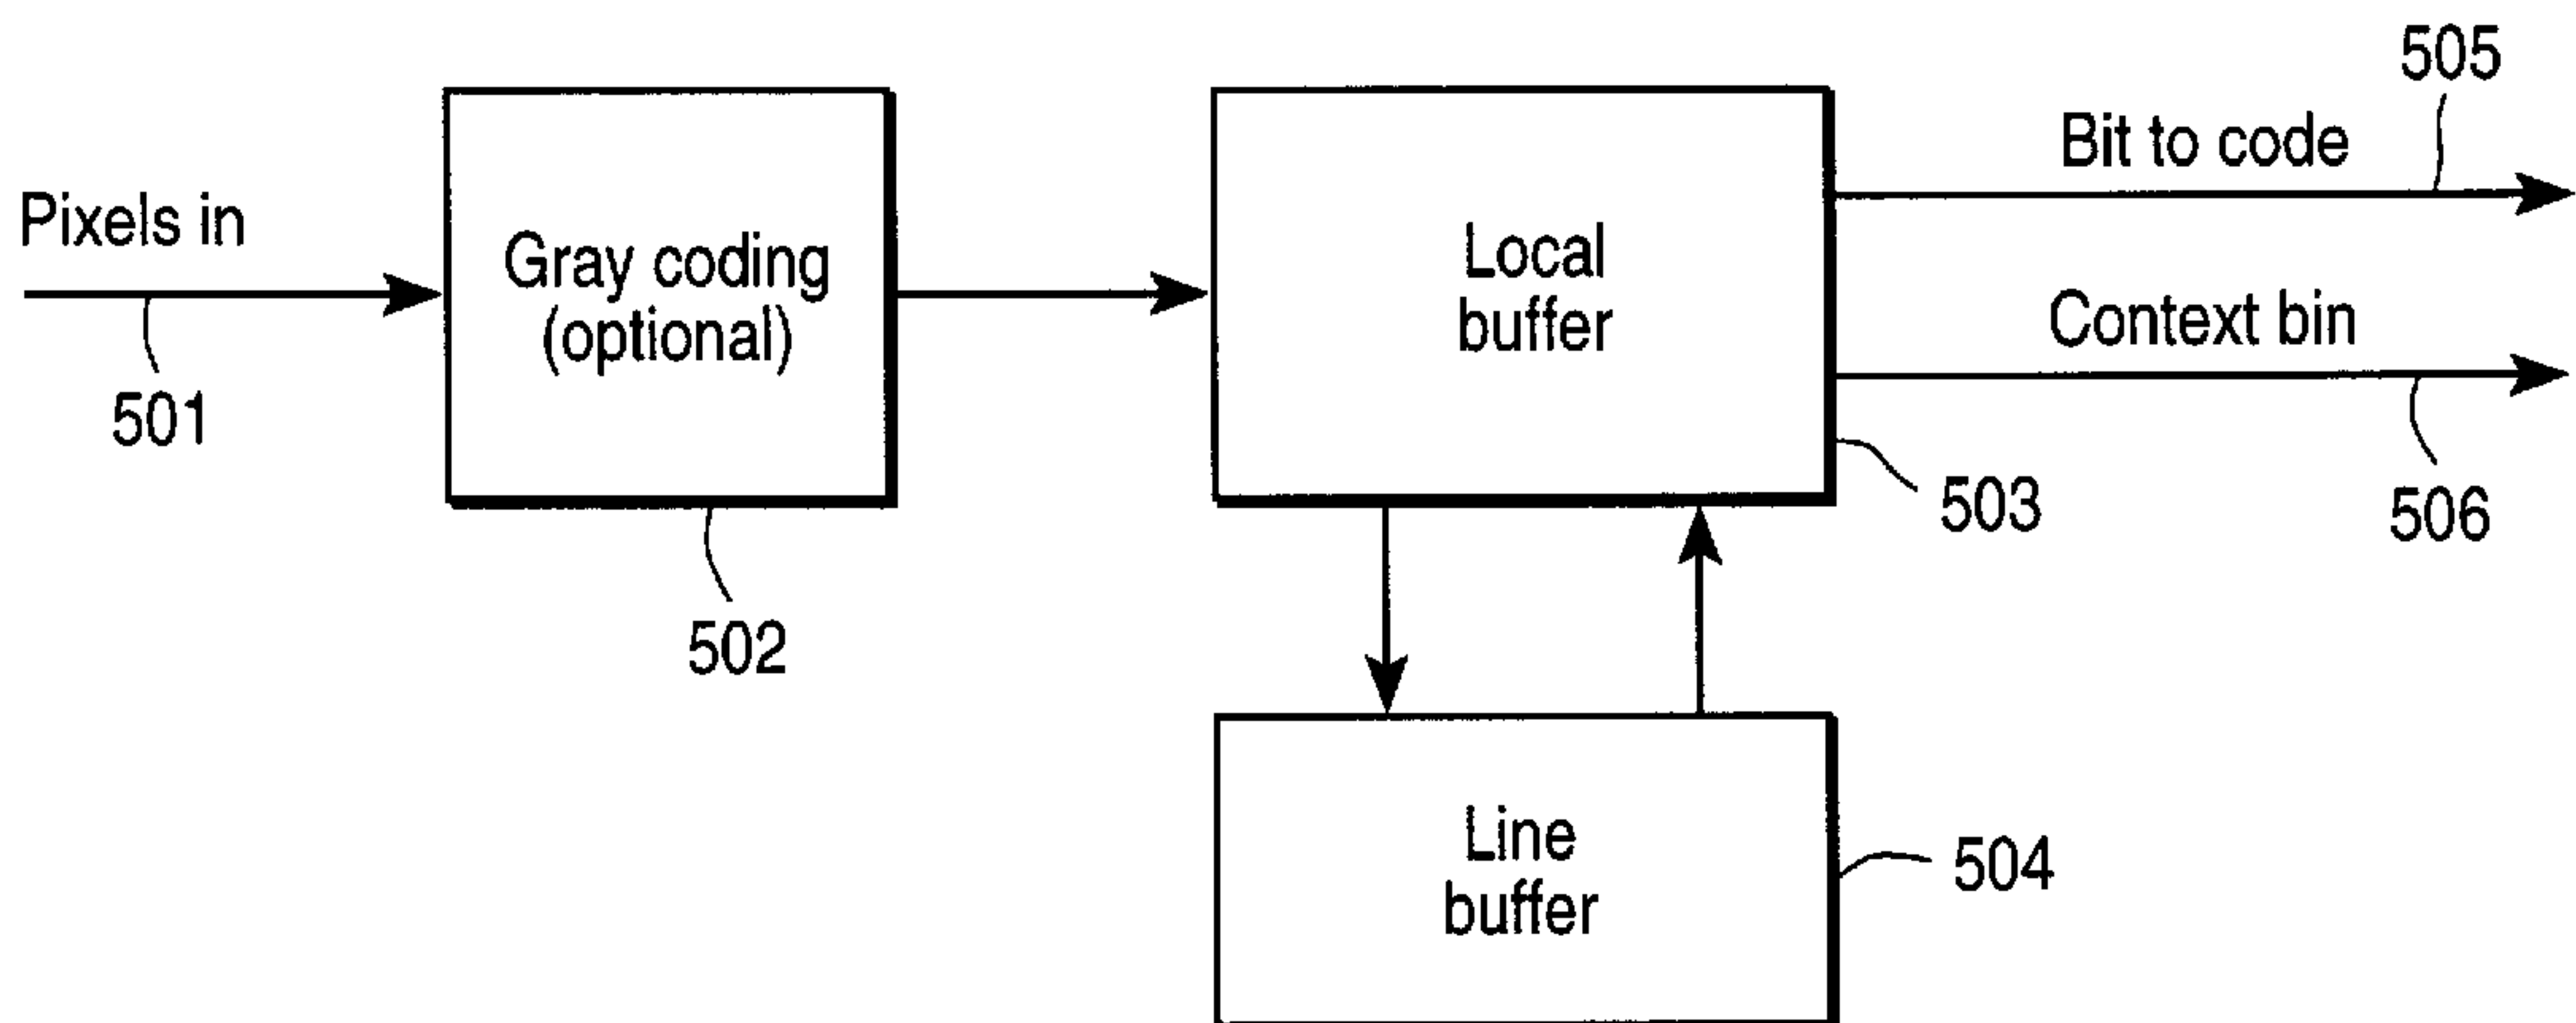 505
Bit to code
Pixels in
Gray coding
(optional)
Local
buffer
Context bin
501
503
506
502
Line
buffer
504